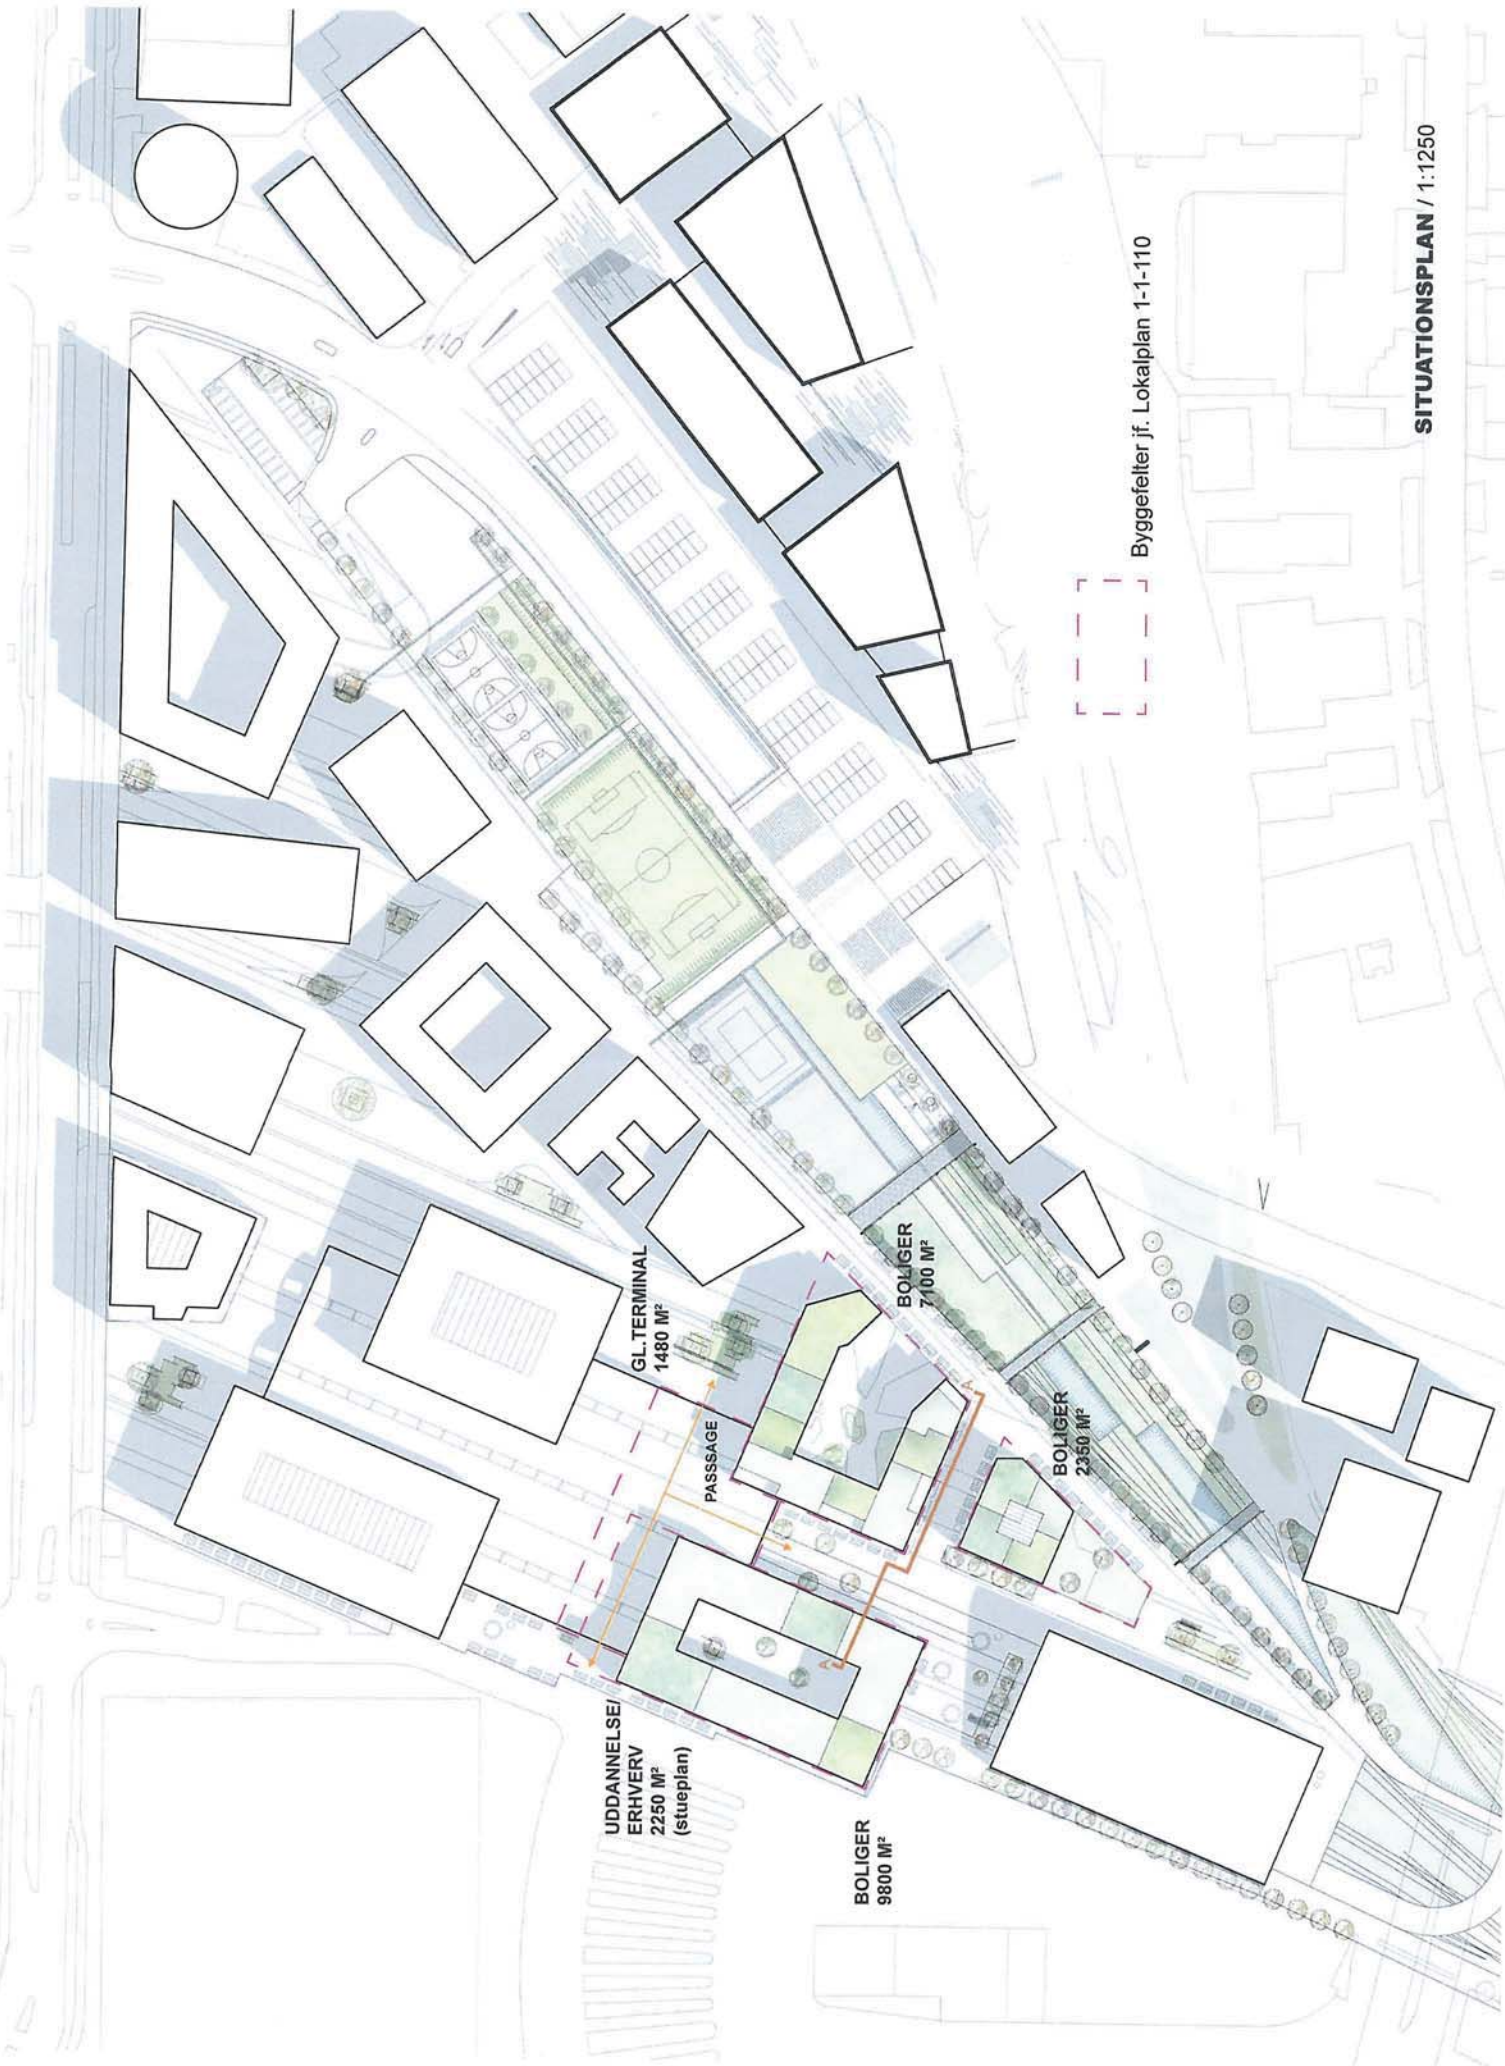 SITUATIONSPLAN / 1:1250
Byggefelter jf. Lokalplan 1-1-110
GL.TERMINAL
1480 M²
PASSSAGE
BOLIGER
7100 M²
BOLIGER
2350 M²
UDDANNELSE/
ERHVERV
2250 M²
(stueplan)
BOLIGER
9800 M²
A
A